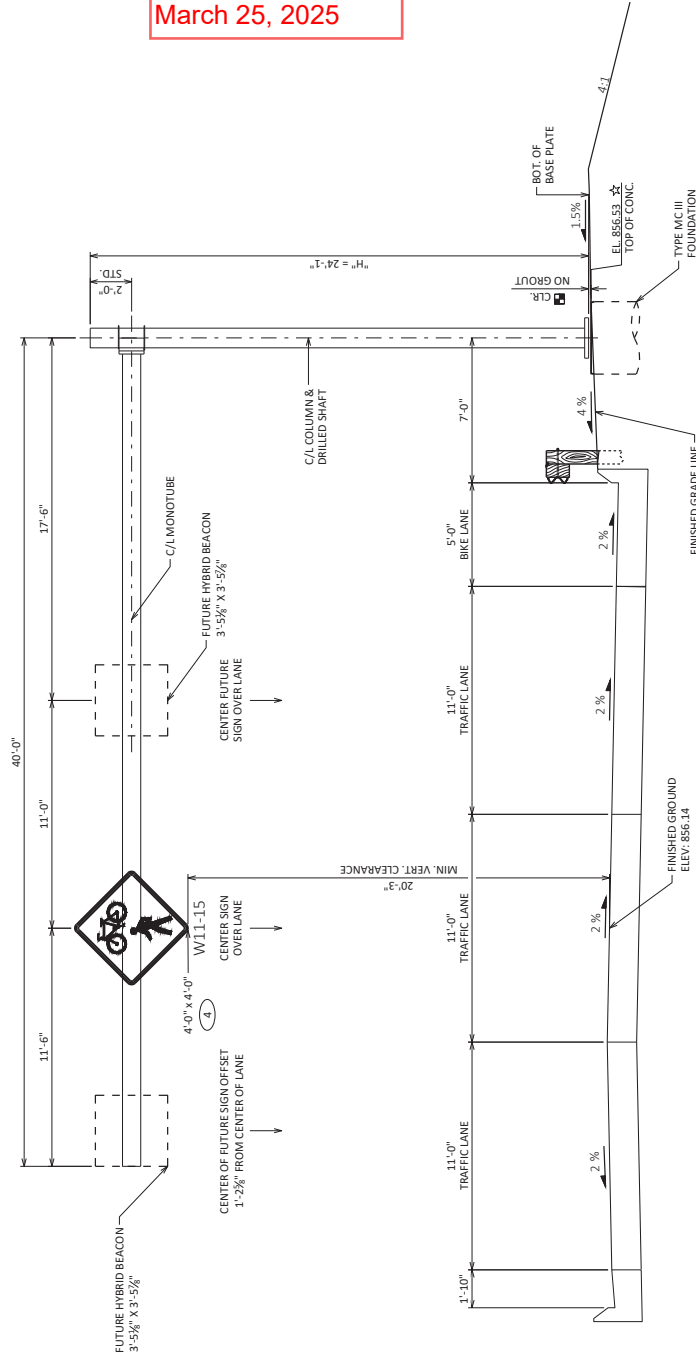 March 25, 2025
40'-0"
11'-6"
11'-0"
17'-6"
2'-0"
STD.
"H" = 24'-1"
FUTURE HYBRID BEACON
3'-5⅞" X 3'-5⅞"
C/L MONOTUBE
FUTURE HYBRID BEACON
3'-5⅞" X 3'-5⅞"
W11-15
4'-0" x 4'-0"
4
CENTER OF FUTURE SIGN OFFSET
1'-2⅝" FROM CENTER OF LANE
CENTER SIGN
OVER LANE
CENTER FUTURE
SIGN OVER LANE
C/L COLUMN &
DRILLED SHAFT
20'-3"
MIN. VERT. CLEARANCE
CLR.
NO GROUT
BOT. OF
BASE PLATE
1'-10"
11'-0"
TRAFFIC LANE
11'-0"
TRAFFIC LANE
11'-0"
TRAFFIC LANE
5'-0"
BIKE LANE
7'-0"
2 %
2 %
2 %
2 %
4 %
1.5%
4:1
EL. 856.53
TOP OF CONC.
TYPE MC III
FOUNDATION
FINISHED GROUND
ELEV: 856.14
FINISHED GRADE LINE